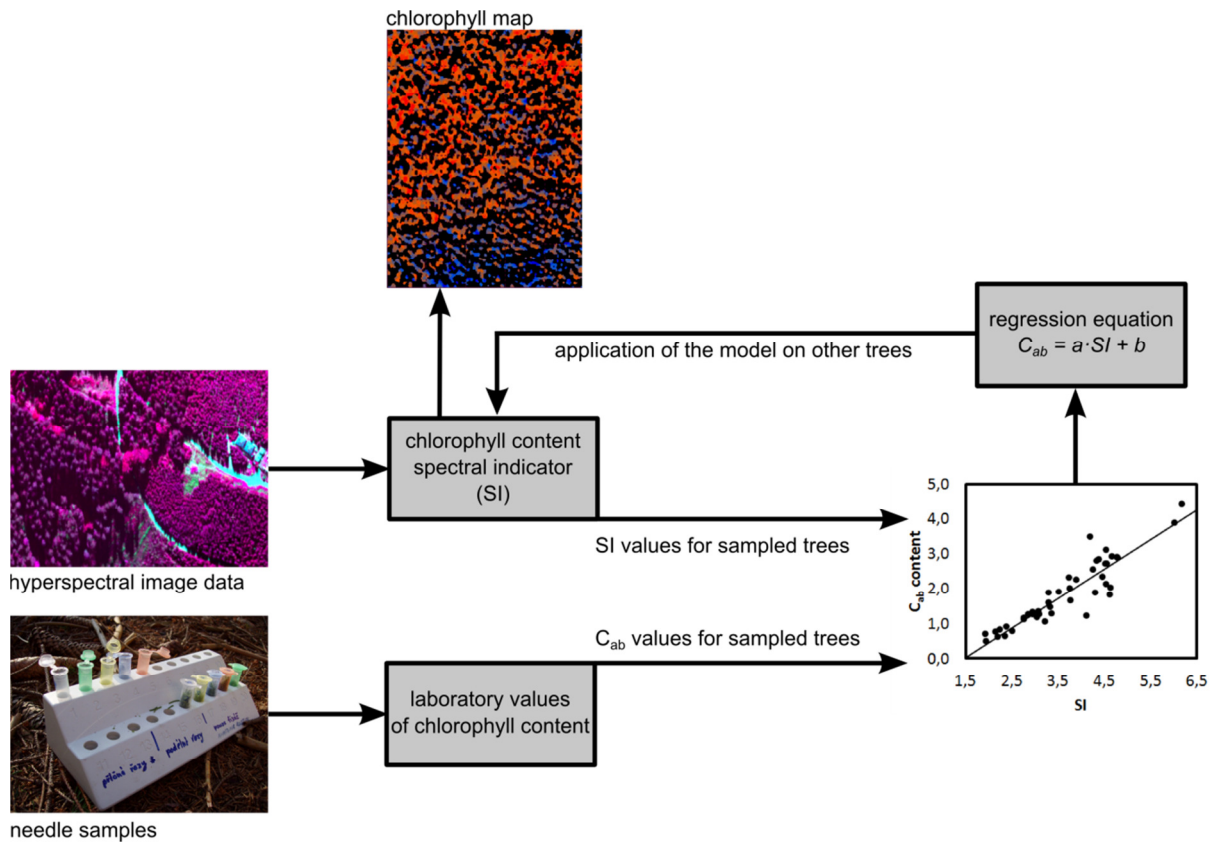 chlorophyll map
regression equation
C_ab = a·SI + b
application of the model on other trees
chlorophyll content
spectral indicator
(SI)
hyperspectral image data
SI values for sampled trees
C_ab values for sampled trees
laboratory values
of chlorophyll content
needle samples
5,0
4,0
3,0
2,0
1,0
0,0
C_ab content
1,5 2,5 3,5 4,5 5,5 6,5
SI